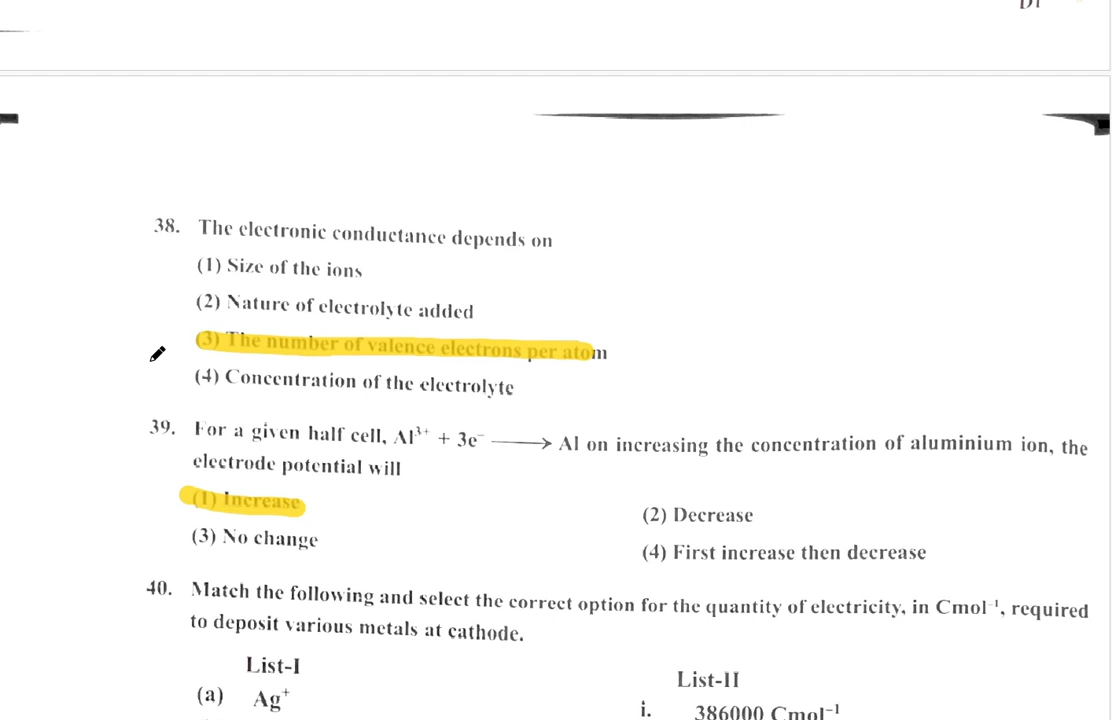 38. The electronic conductance depends on
(1) Size of the ions
(2) Nature of electrolyte added
(3) The number of valence electrons per atom
(4) Concentration of the electrolyte
39. For a given half cell, Al³⁺ + 3e⁻ ⟶ Al on increasing the concentration of aluminium ion, the
electrode potential will
(1) Increase
(2) Decrease
(3) No change
(4) First increase then decrease
40. Match the following and select the correct option for the quantity of electricity, in Cmol⁻¹, required
to deposit various metals at cathode.
List-I
List-II
(a) Ag⁺
i. 386000 Cmol⁻¹